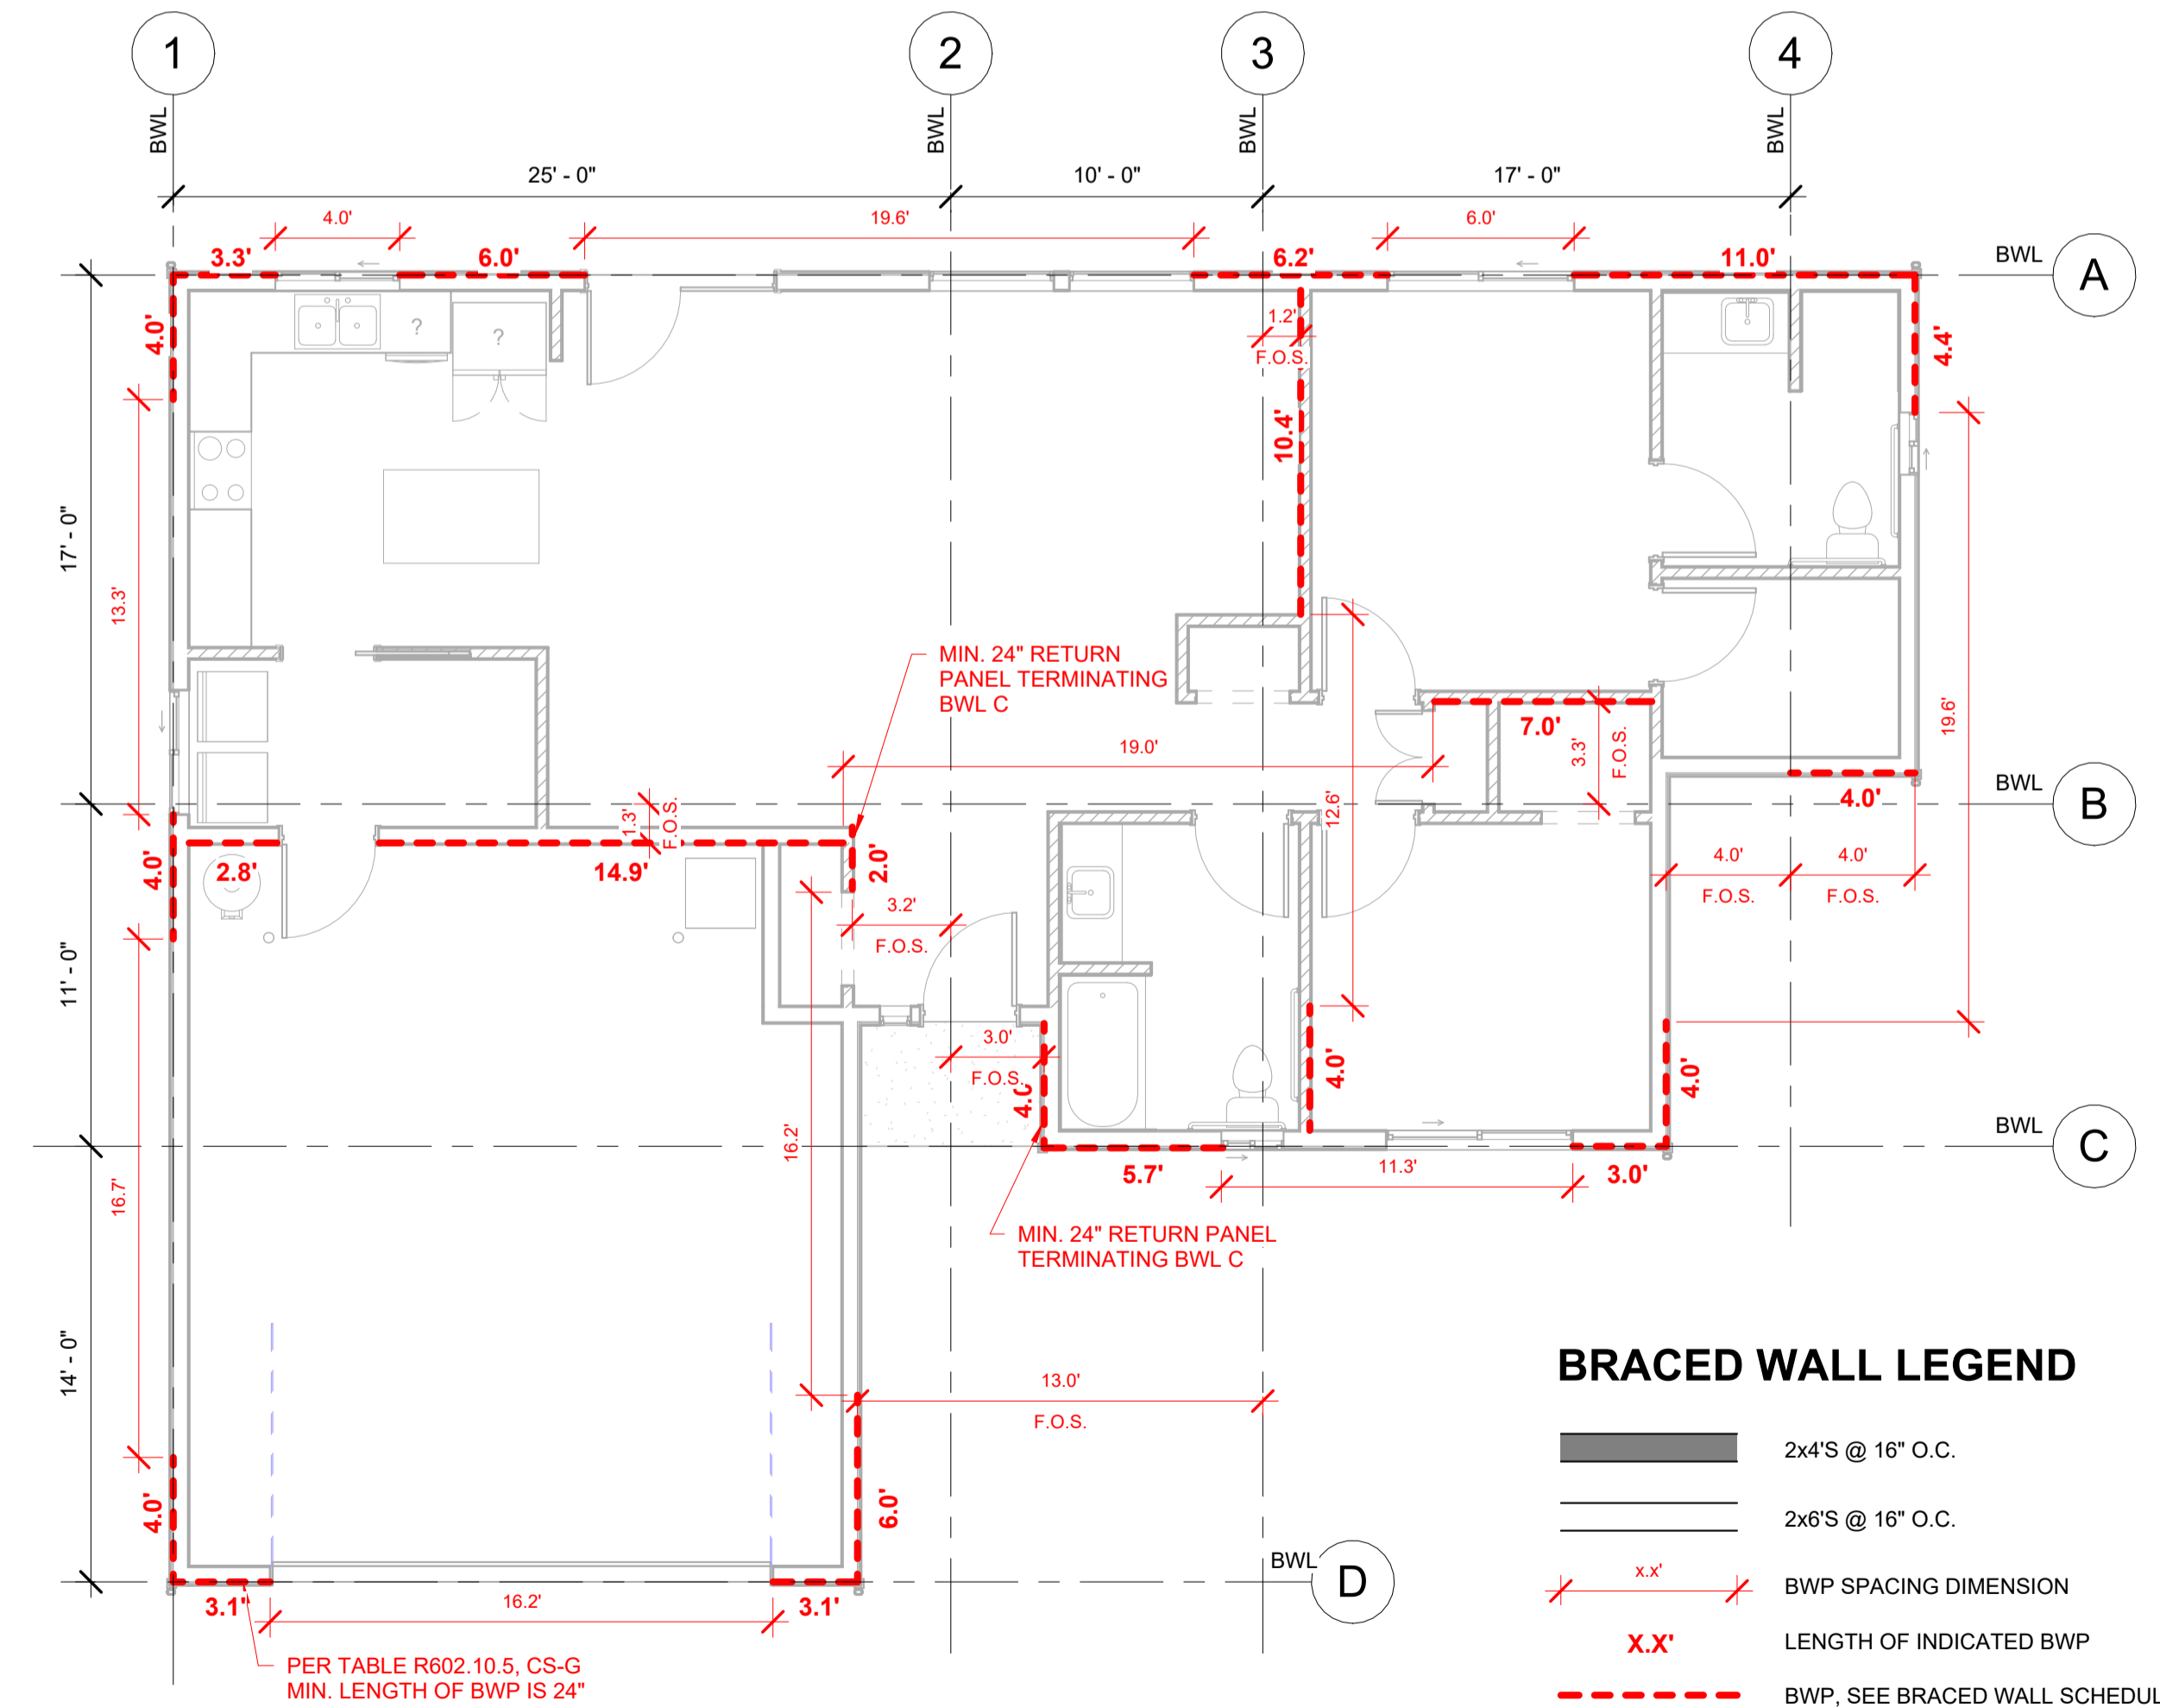 1
2
3
4
BWL
BWL
BWL
BWL
25' - 0"
10' - 0"
17' - 0"
4.0'
19.6'
6.0'
3.3'
6.0'
6.2'
11.0'
BWL
A
4.0'
1.2'
F.O.S.
4.4'
?
?
10.4'
17' - 0"
13.3'
MIN. 24" RETURN
PANEL TERMINATING
BWL C
7.0'
3.3'
F.O.S.
19.6'
19.0'
BWL
B
4.0'
1.3'
F.O.S.
12.6'
4.0'
2.8'
14.9'
2.0'
4.0'
F.O.S.
4.0'
F.O.S.
3.2'
F.O.S.
11' - 0"
3.0'
F.O.S.
4.0'
4.0'
4.0'
BWL
C
16.2'
16.7'
5.7'
11.3'
3.0'
MIN. 24" RETURN PANEL
TERMINATING BWL C
14' - 0"
13.0'
F.O.S.
4.0'
6.0'
BWL
D
3.1'
16.2'
3.1'
PER TABLE R602.10.5, CS-G
MIN. LENGTH OF BWP IS 24"
BRACED WALL LEGEND
2x4'S @ 16" O.C.
2x6'S @ 16" O.C.
x.x'
BWP SPACING DIMENSION
X.X'
LENGTH OF INDICATED BWP
BWP, SEE BRACED WALL SCHEDUL